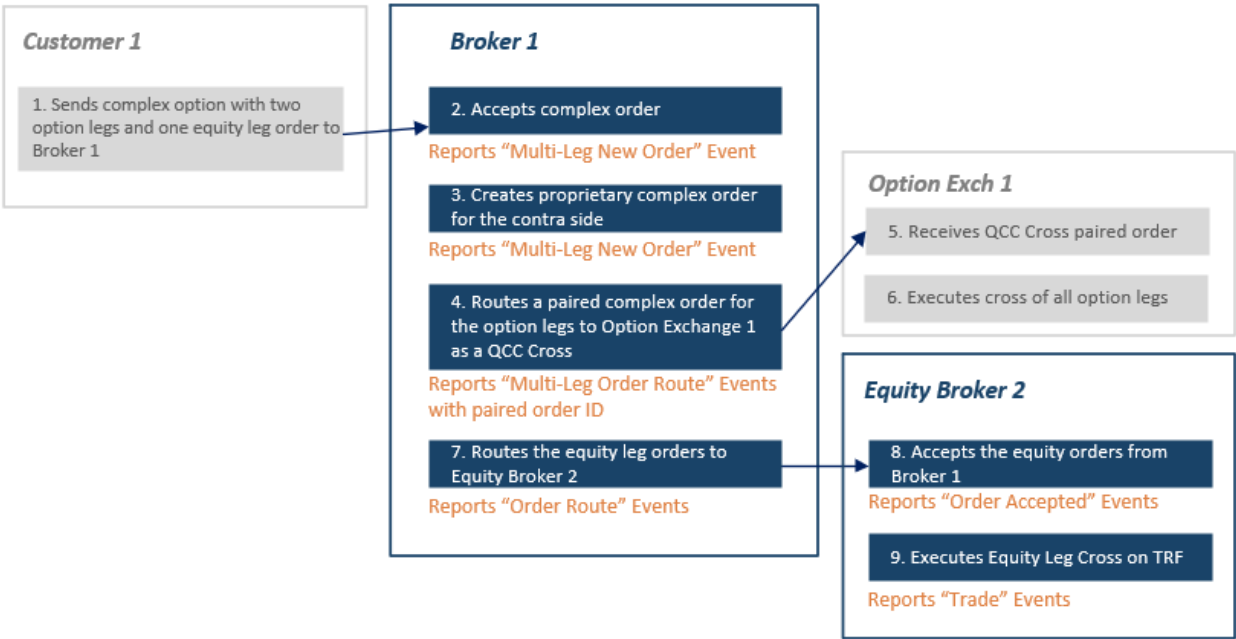 Customer 1
1. Sends complex option with two
option legs and one equity leg order to
Broker 1
Broker 1
2. Accepts complex order
Reports “Multi-Leg New Order” Event
3. Creates proprietary complex order
for the contra side
Reports “Multi-Leg New Order” Event
4. Routes a paired complex order for
the option legs to Option Exchange 1
as a QCC Cross
Reports “Multi-Leg Order Route” Events
with paired order ID
7. Routes the equity leg orders to
Equity Broker 2
Reports “Order Route” Events
Option Exch 1
5. Receives QCC Cross paired order
6. Executes cross of all option legs
Equity Broker 2
8. Accepts the equity orders from
Broker 1
Reports “Order Accepted” Events
9. Executes Equity Leg Cross on TRF
Reports “Trade” Events